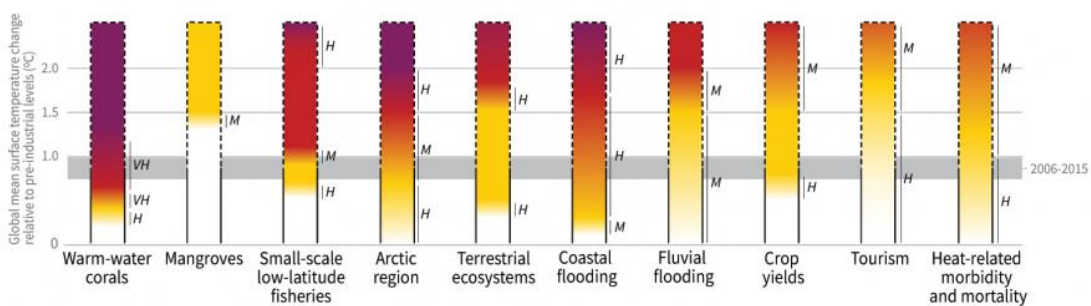 Global mean surface temperature change
relative to pre-industrial levels (ºC)
2.0
1.5
1.0
0
2006-2015
VH
VH
H
M
H
M
H
H
M
H
H
H
H
H
M
M
M
M
H
M
H
M
H
Warm-water
corals
Mangroves
Small-scale
low-latitude
fisheries
Arctic
region
Terrestrial
ecosystems
Coastal
flooding
Fluvial
flooding
Crop
yields
Tourism
Heat-related
morbidity
and mortality